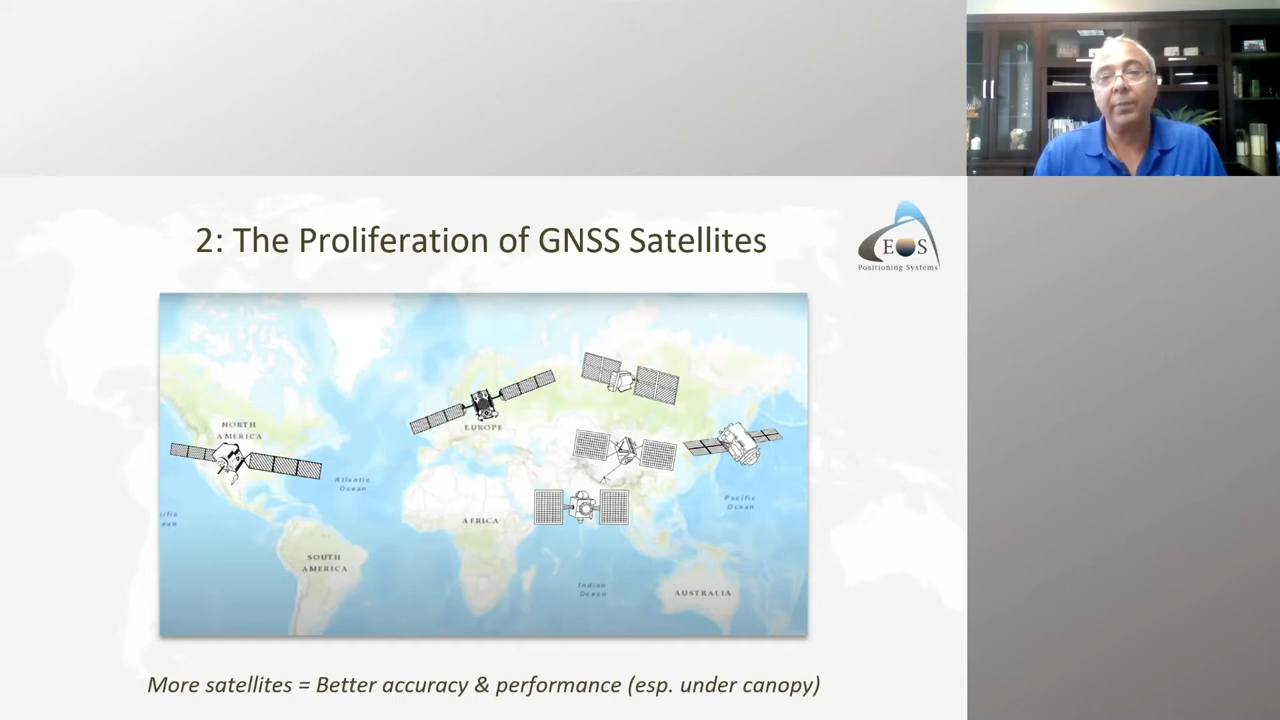 2: The Proliferation of GNSS Satellites
EOS
Positioning Systems
NORTH
AMERICA
EUROPE
Atlantic
Ocean
Pacific
Ocean
AFRICA
SOUTH
AMERICA
Indian
Ocean
AUSTRALIA
More satellites = Better accuracy & performance (esp. under canopy)